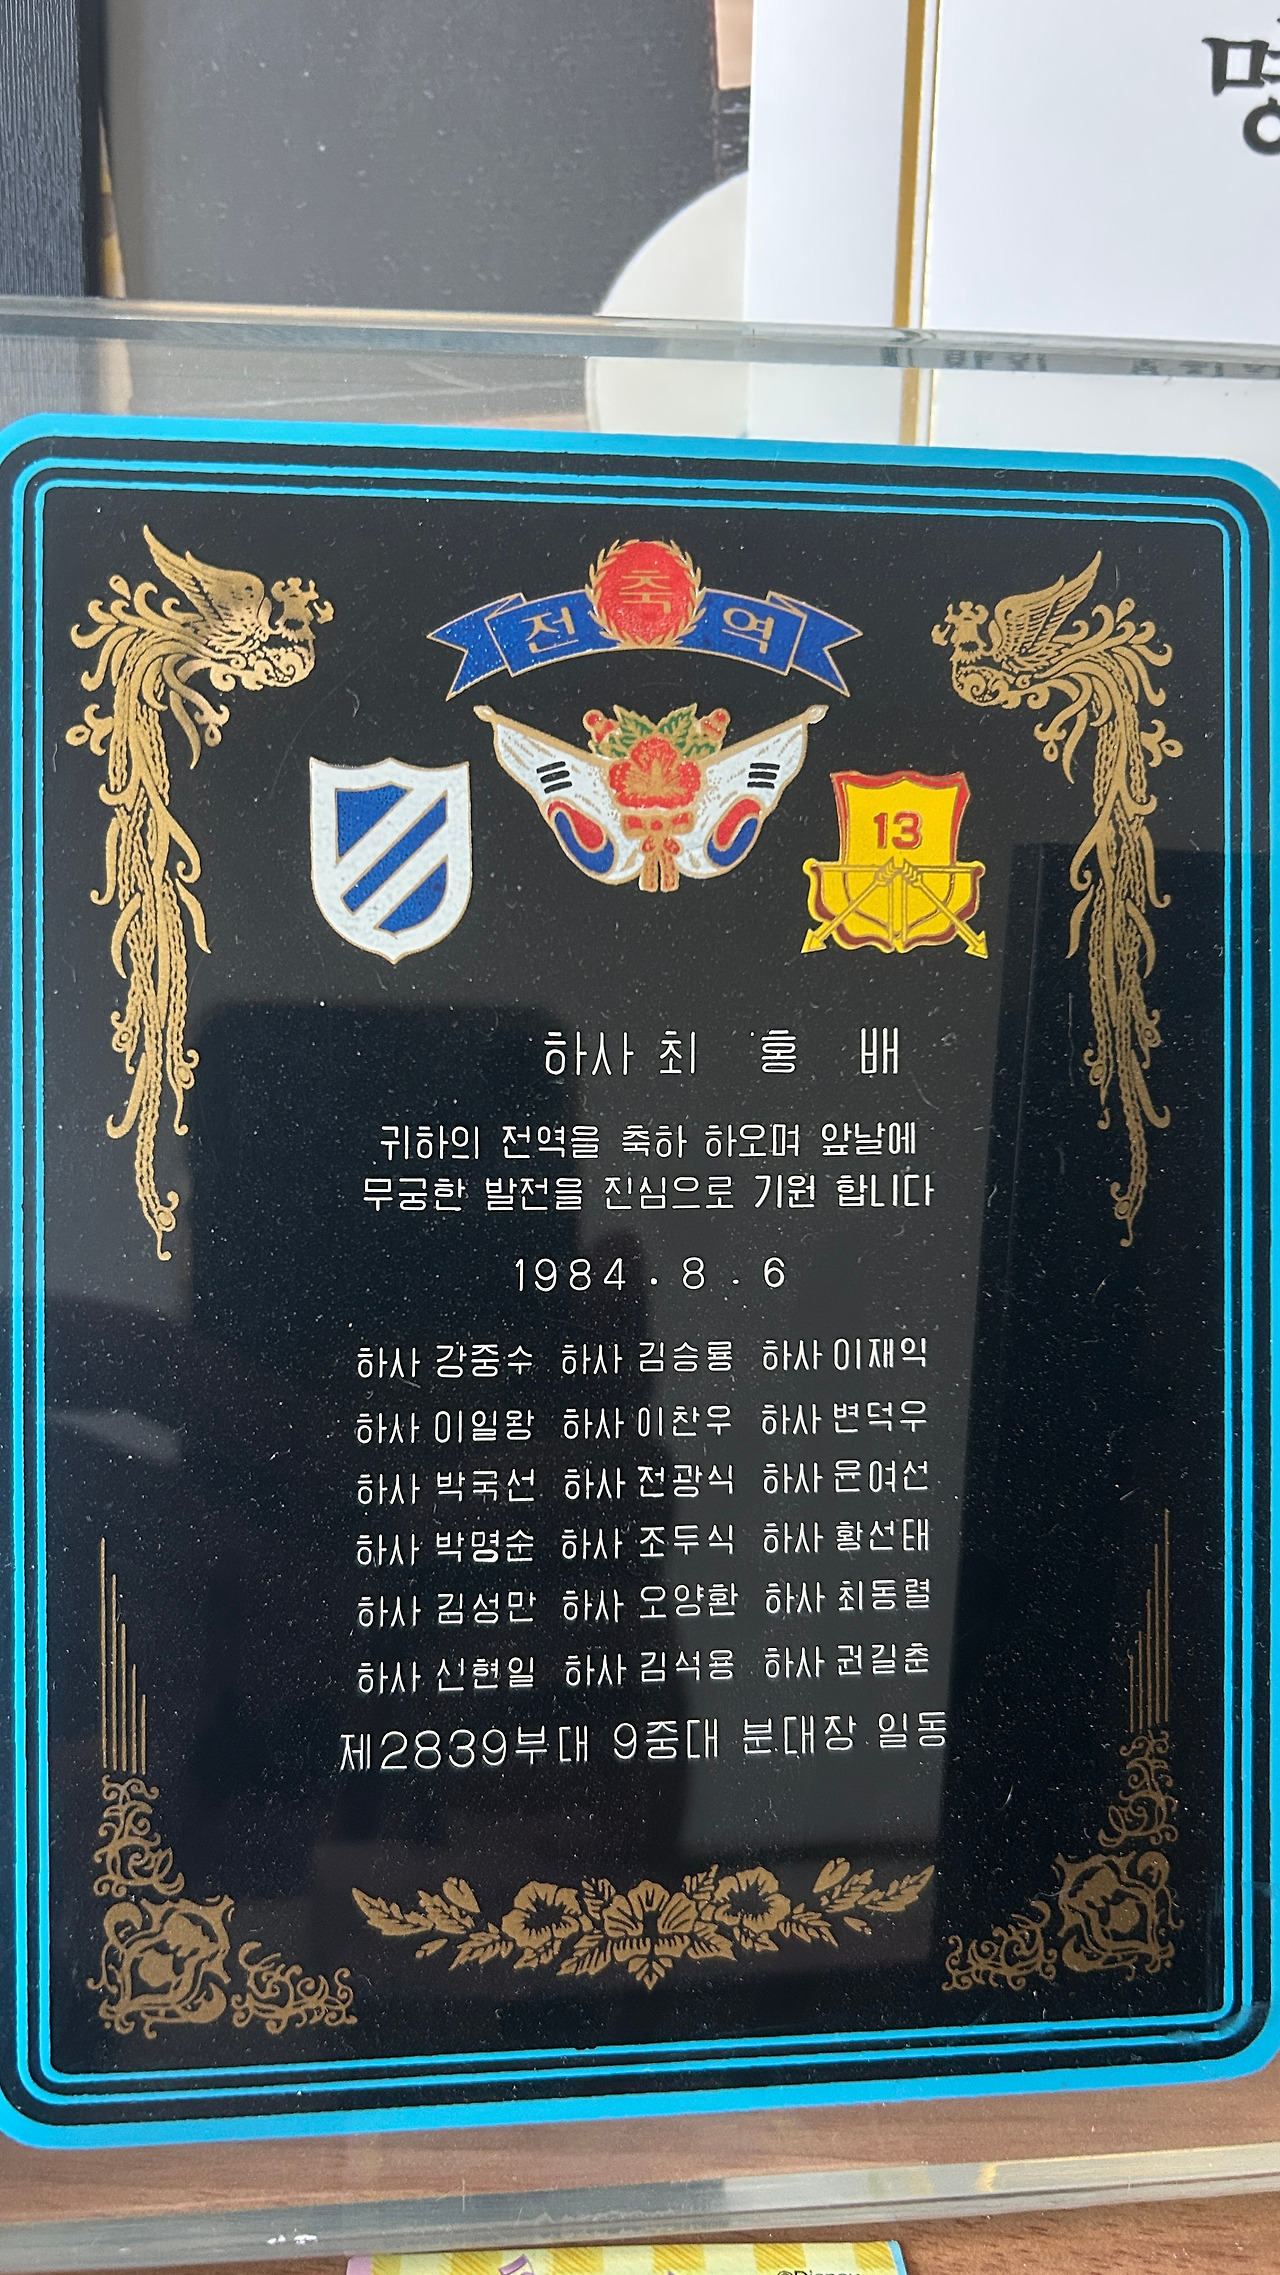 명
축
전 역
13
하사 최 홍 배
귀하의 전역을 축하 하오며 앞날에
무궁한 발전을 진심으로 기원 합니다
1984 . 8 . 6
하사 강중수 하사 김승룡 하사 이재익
하사 이일왕 하사 이찬우 하사 변덕우
하사 박국선 하사 전광식 하사 윤여선
하사 박명순 하사 조두식 하사 황선태
하사 김성만 하사 오양환 하사 최동렬
하사 신현일 하사 김석용 하사 권길춘
제2839부대 9중대 분대장 일동
©Disney